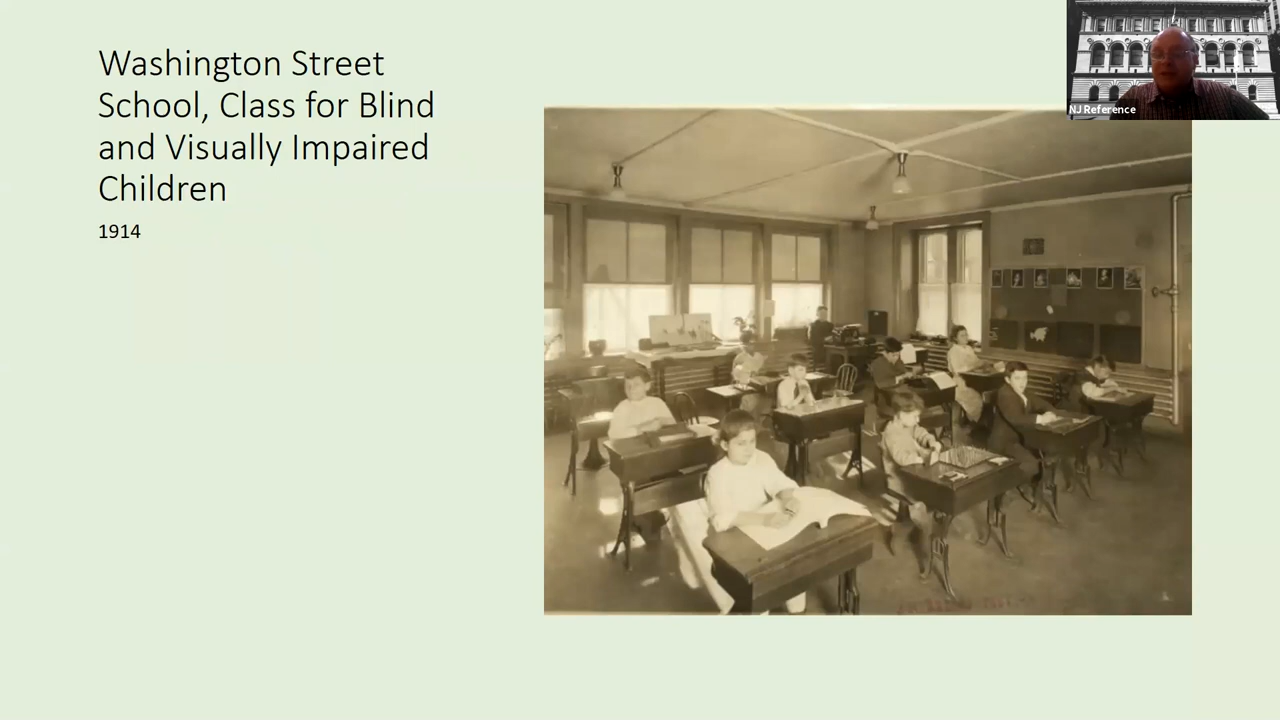 Washington Street
School, Class for Blind
and Visually Impaired
Children
1914
NJ Reference